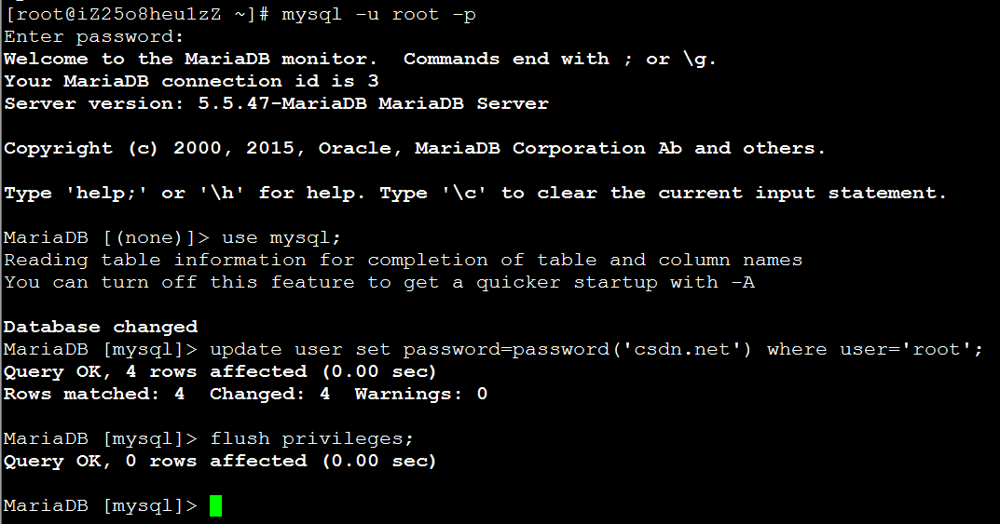 [root@iZ25o8heu1zZ ~]# mysql -u root -p
Enter password:
Welcome to the MariaDB monitor.  Commands end with ; or \g.
Your MariaDB connection id is 3
Server version: 5.5.47-MariaDB MariaDB Server
Copyright (c) 2000, 2015, Oracle, MariaDB Corporation Ab and others.
Type 'help;' or '\h' for help. Type '\c' to clear the current input statement.
MariaDB [(none)]> use mysql;
Reading table information for completion of table and column names
You can turn off this feature to get a quicker startup with -A
Database changed
MariaDB [mysql]> update user set password=password('csdn.net') where user='root';
Query OK, 4 rows affected (0.00 sec)
Rows matched: 4  Changed: 4  Warnings: 0
MariaDB [mysql]> flush privileges;
Query OK, 0 rows affected (0.00 sec)
MariaDB [mysql]>